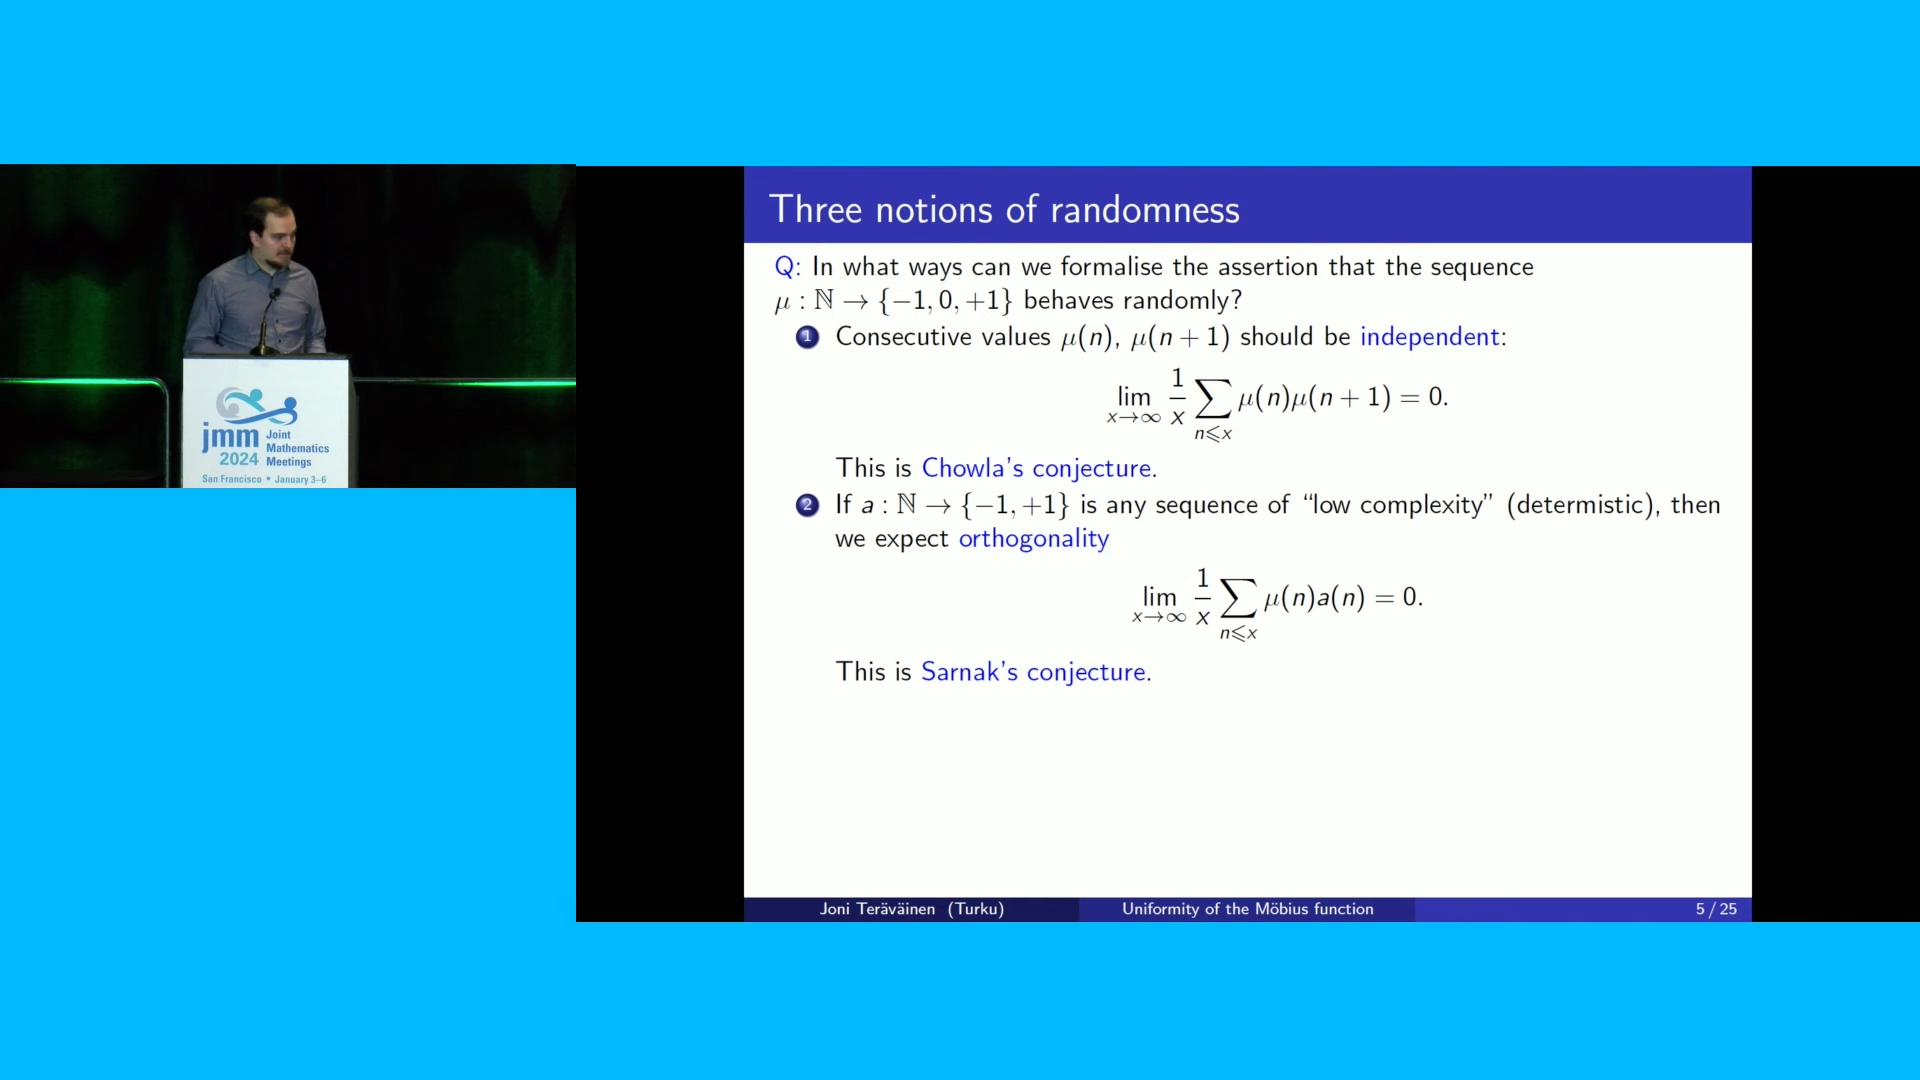 jmm Joint
Mathematics
2024 Meetings
San Francisco • January 3–6
Three notions of randomness
Q: In what ways can we formalise the assertion that the sequence
μ : ℕ → {−1, 0, +1} behaves randomly?
1 Consecutive values μ(n), μ(n + 1) should be independent:
lim x→∞ 1/x ∑ n⩽x μ(n)μ(n + 1) = 0.
This is Chowla's conjecture.
2 If a : ℕ → {−1, +1} is any sequence of “low complexity” (determistic), then
we expect orthogonality
lim x→∞ 1/x ∑ n⩽x μ(n)a(n) = 0.
This is Sarnak's conjecture.
Joni Teräväinen (Turku) Uniformity of the Möbius function 5 / 25